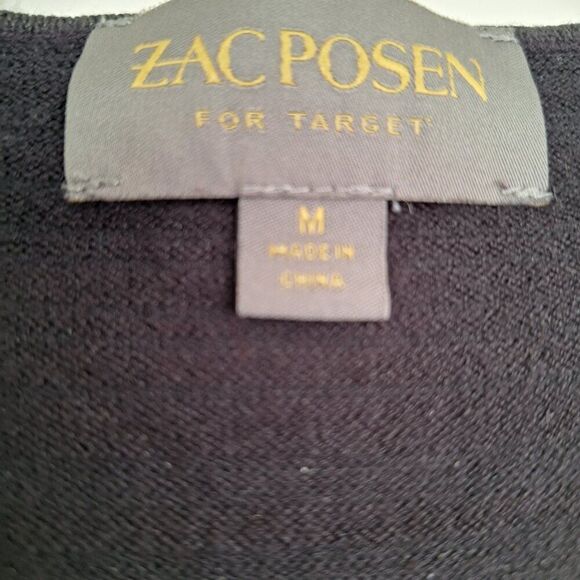 ZAC POSEN
FOR TARGET
M
MADE IN
CHINA